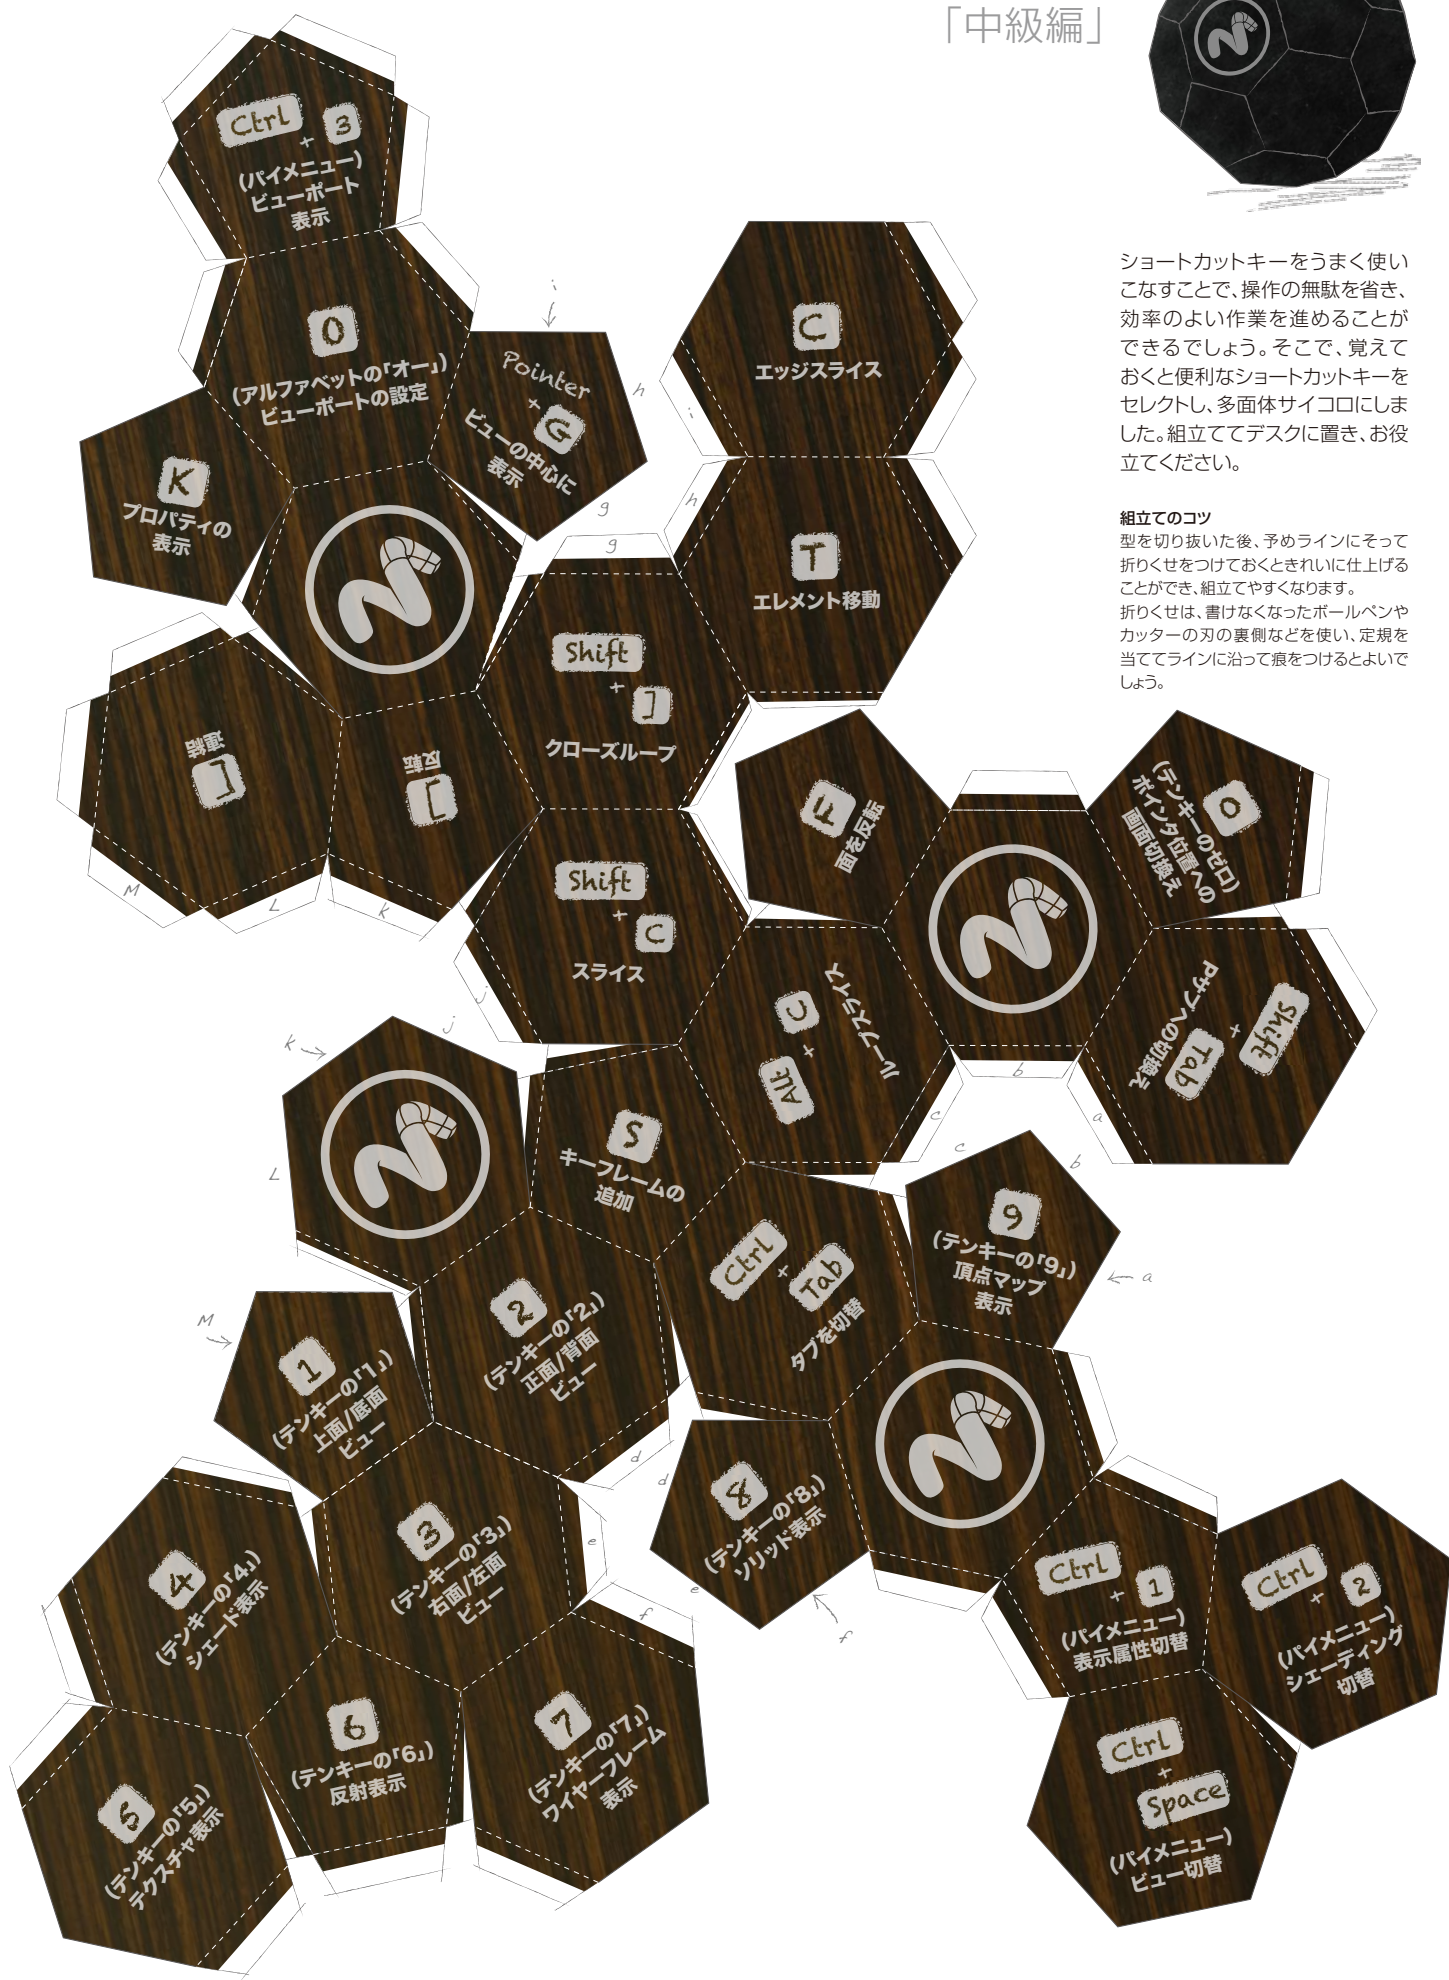 「中級編」
ショートカットキーをうまく使い
こなすことで、操作の無駄を省き、
効率のよい作業を進めることが
できるでしょう。そこで、覚えて
おくと便利なショートカットキーを
セレクトし、多面体サイコロにしま
した。組立ててデスクに置き、お役
立てください。
組立てのコツ
型を切り抜いた後、予めラインにそって
折りくせをつけておくときれいに仕上げる
ことができ、組立てやすくなります。
折りくせは、書けなくなったボールペンや
カッターの刃の裏側などを使い、定規を
当ててラインに沿って痕をつけるとよいで
しょう。
Ctrl + 3
(パイメニュー)
ビューポート
表示
O
(アルファベットの「オー」)
ビューポートの設定
i
Pointer
+ G
ビューの中心に
表示
h
g
K
プロパティの
表示
C
エッジスライス
i
h
T
エレメント移動
g
Shift
+ ]
クローズループ
]
連結
[
反転
M
L
k
Shift
+ C
スライス
j
F
面を反転
0
(テンキーのゼロ)
ポインタ位置への
画面切換え
Shift
+
Tab
Pサブへの切換え
Alt + U
ループスライス
b
a
c
k
j
L
S
キーフレームの
追加
c
b
9
(テンキーの「9」)
頂点マップ
表示
a
Ctrl
+ Tab
タブを切替
2
(テンキーの「2」)
正面/背面
ビュー
M
1
(テンキーの「1」)
上面/底面
ビュー
d
d
8
(テンキーの「8」)
ソリッド表示
e
f
3
(テンキーの「3」)
右面/左面
ビュー
e
f
4
(テンキーの「4」)
シェード表示
Ctrl
+ 1
(パイメニュー)
表示属性切替
Ctrl
+ 2
(パイメニュー)
シェーディング
切替
6
(テンキーの「6」)
反射表示
7
(テンキーの「7」)
ワイヤーフレーム
表示
5
(テンキーの「5」)
テクスチャ表示
Ctrl
+
Space
(パイメニュー)
ビュー切替